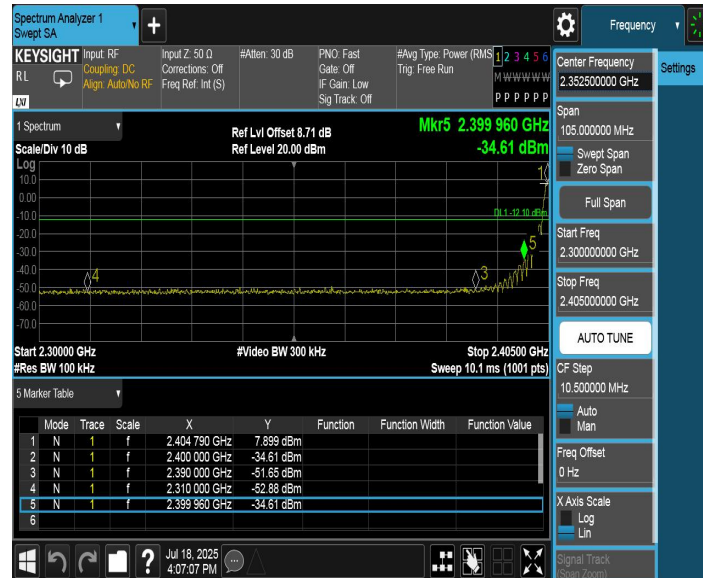 Spectrum Analyzer 1
Swept SA
+
Frequency
KEYSIGHT
RL
LXI
Input: RF
Coupling: DC
Align: Auto/No RF
Input Z: 50 Ω
Corrections: Off
Freq Ref: Int (S)
#Atten: 30 dB
PNO: Fast
Gate: Off
IF Gain: Low
Sig Track: Off
#Avg Type: Power (RMS
Trig: Free Run
1 2 3 4 5 6
M W W W W W
P P P P P P
1 Spectrum
Scale/Div 10 dB
Ref Lvl Offset 8.71 dB
Ref Level 20.00 dBm
Mkr5 2.399 960 GHz
-34.61 dBm
Log
10.0
0.00
-10.0
-20.0
-30.0
-40.0
-50.0
-60.0
-70.0
1
DL1 -12.10 dBm
5
4
3
Start 2.30000 GHz
#Res BW 100 kHz
#Video BW 300 kHz
Stop 2.40500 GHz
Sweep 10.1 ms (1001 pts)
5 Marker Table
Mode Trace Scale X Y Function Function Width Function Value
1 N 1 f 2.404 790 GHz 7.899 dBm
2 N 1 f 2.400 000 GHz -34.61 dBm
3 N 1 f 2.390 000 GHz -51.65 dBm
4 N 1 f 2.310 000 GHz -52.88 dBm
5 N 1 f 2.399 960 GHz -34.61 dBm
6
?
Jul 18, 2025
4:07:07 PM
Center Frequency
2.352500000 GHz
Settings
Span
105.000000 MHz
Swept Span
Zero Span
Full Span
Start Freq
2.300000000 GHz
Stop Freq
2.405000000 GHz
AUTO TUNE
CF Step
10.500000 MHz
Auto
Man
Freq Offset
0 Hz
X Axis Scale
Log
Lin
Signal Track
(Span Zoom)